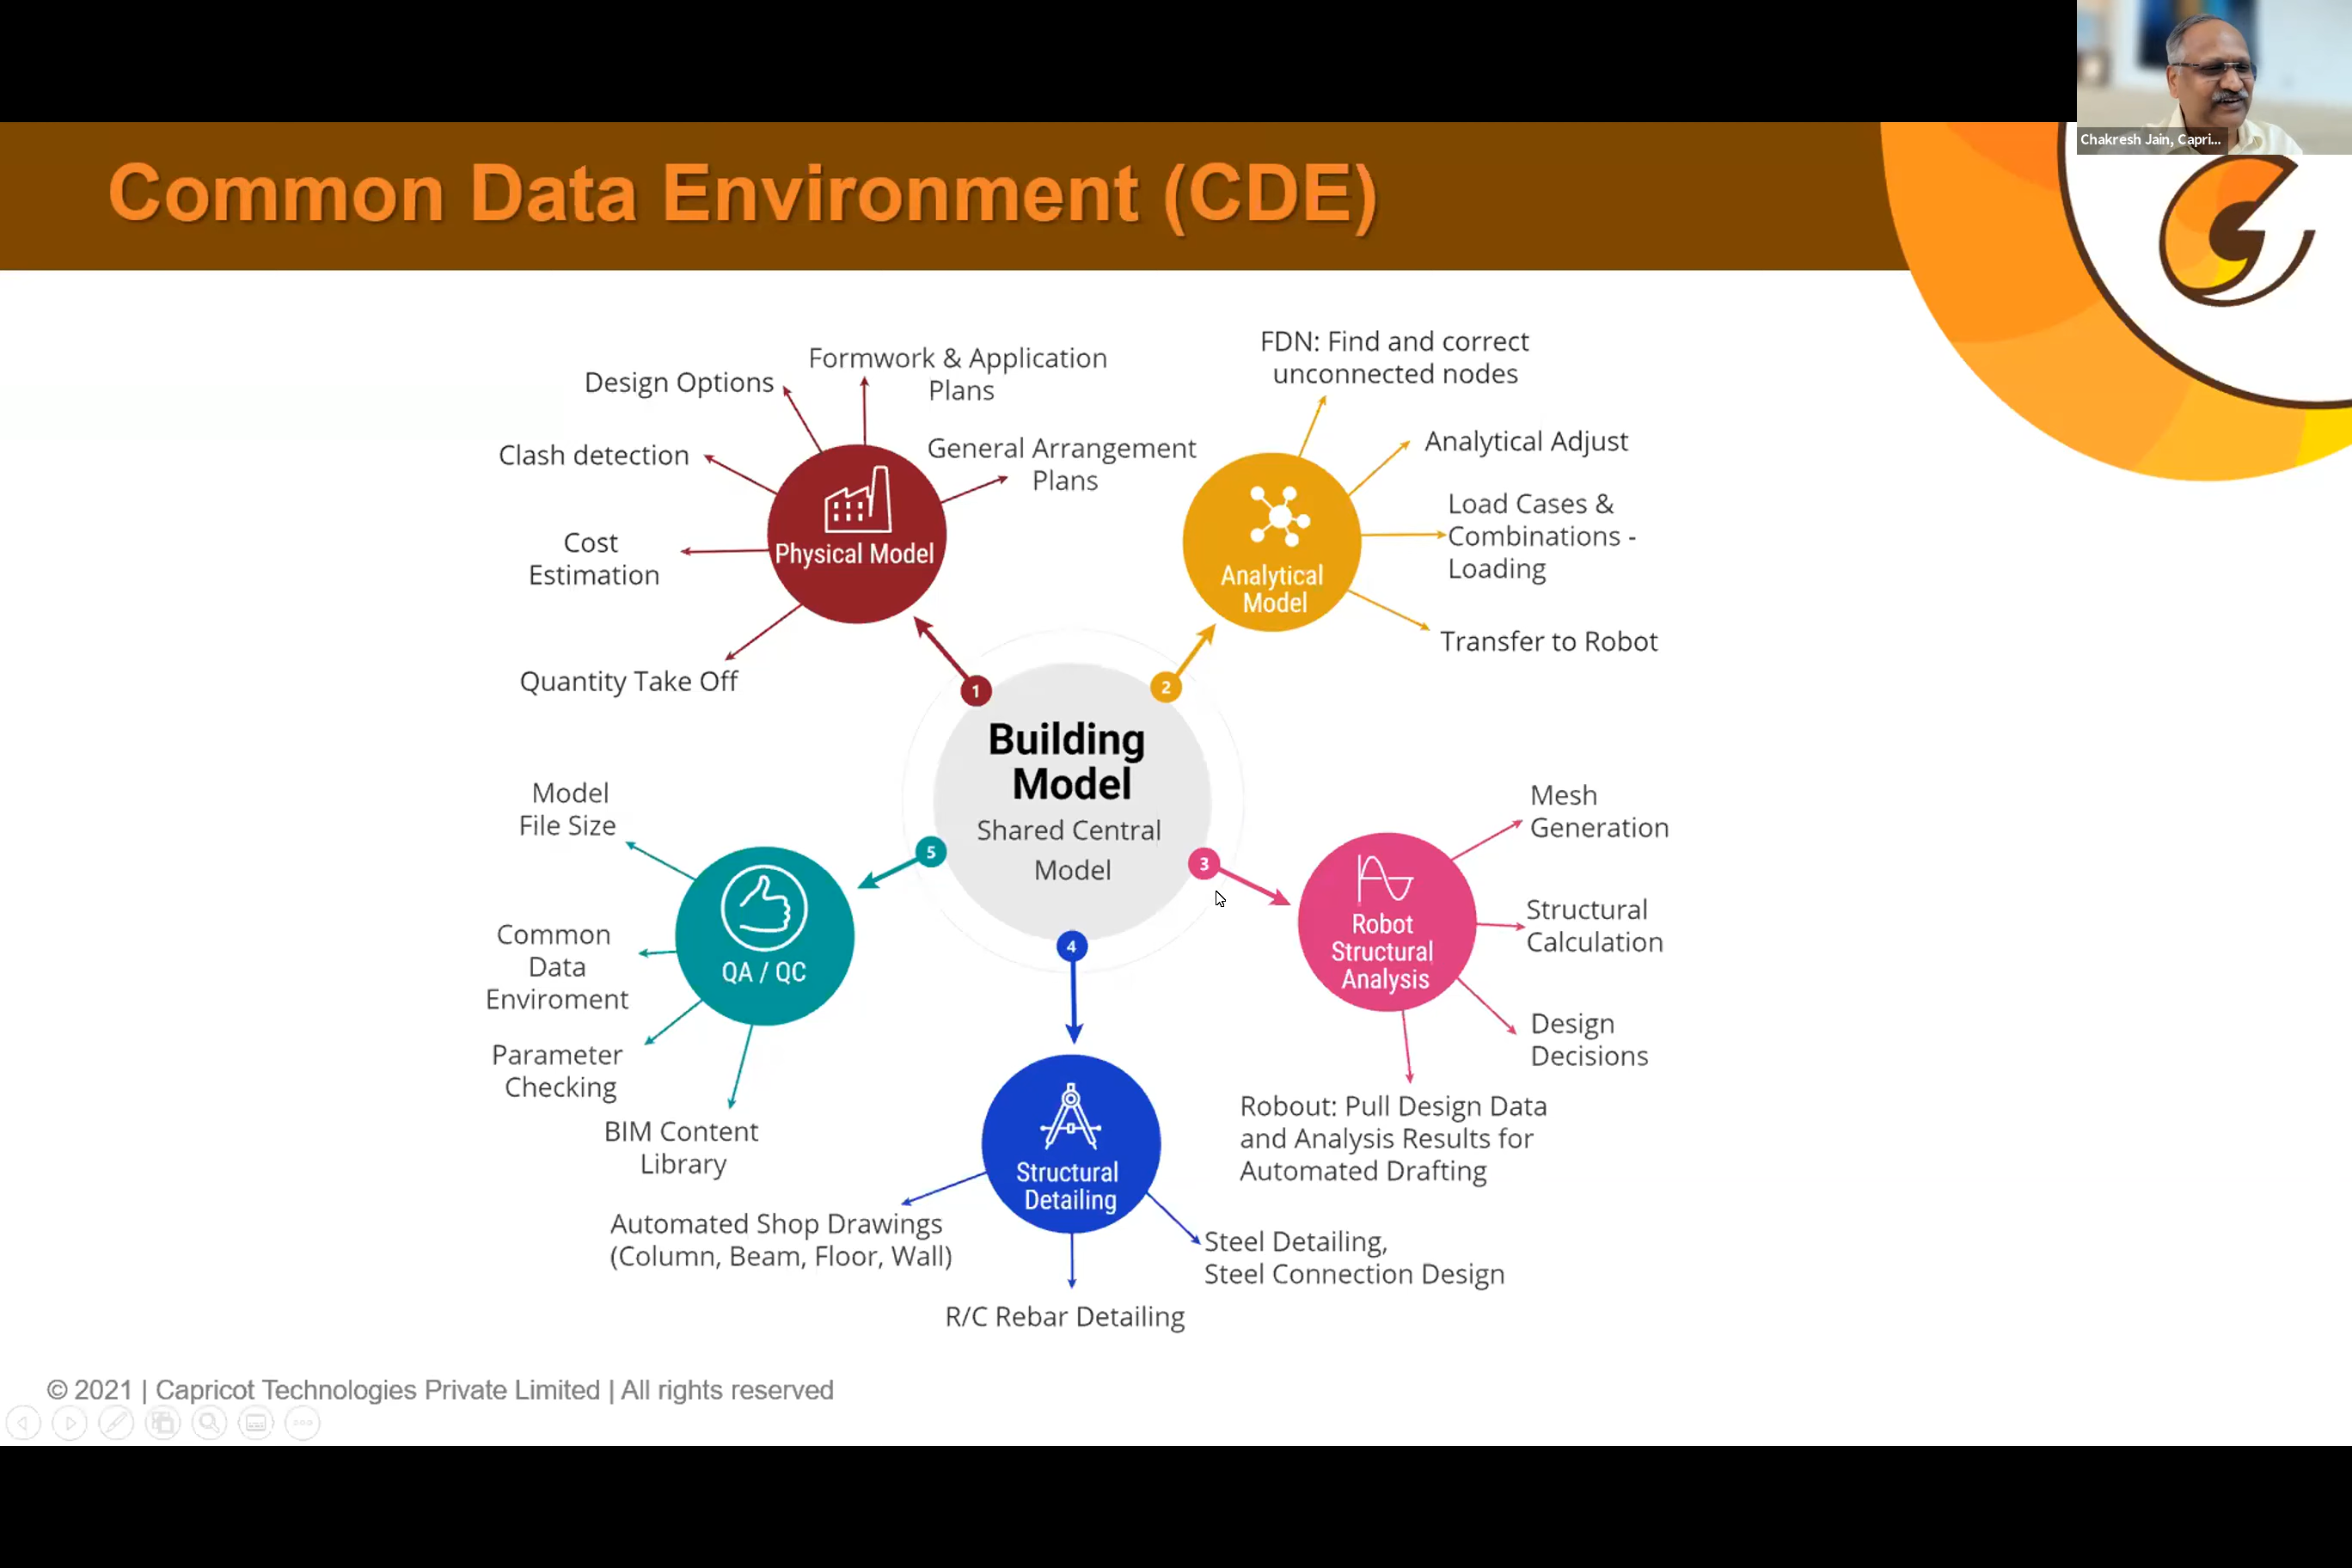 Chakresh Jain, Capri...
Common Data Environment (CDE)
Design Options
Formwork & Application
Plans
Clash detection
General Arrangement
Plans
Cost
Estimation
Quantity Take Off
Physical Model
FDN: Find and correct
unconnected nodes
Analytical Adjust
Load Cases &
Combinations -
Loading
Transfer to Robot
Analytical
Model
1
2
Building
Model
Shared Central
Model
3
4
5
Model
File Size
Common
Data
Enviroment
Parameter
Checking
BIM Content
Library
QA / QC
Mesh
Generation
Structural
Calculation
Design
Decisions
Robout: Pull Design Data
and Analysis Results for
Automated Drafting
Robot
Structural
Analysis
Structural
Detailing
Automated Shop Drawings
(Column, Beam, Floor, Wall)
R/C Rebar Detailing
Steel Detailing,
Steel Connection Design
© 2021 | Capricot Technologies Private Limited | All rights reserved